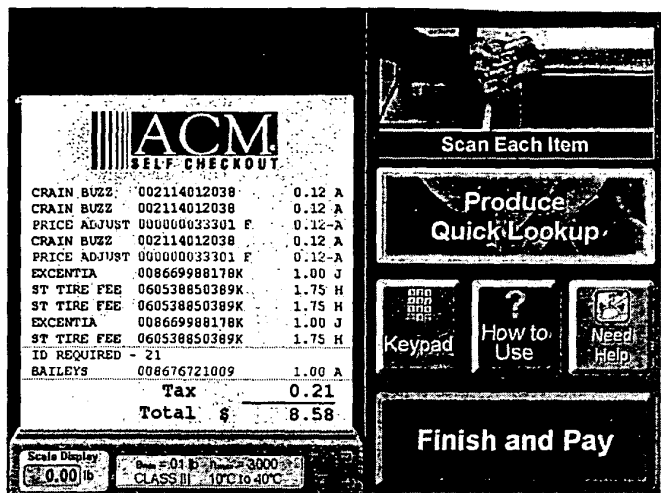 ACM
SELF CHECKOUT
CRAIN BUZZ 002114012038 0.12 A
CRAIN BUZZ 002114012038 0.12 A
PRICE ADJUST 000000033301 F 0.12-A
CRAIN BUZZ 002114012038 0.12 A
PRICE ADJUST 000000033301 F 0.12-A
EXCENTIA 008669988178K 1.00 J
ST TIRE FEE 060538850389K 1.75 H
ST TIRE FEE 060538850389K 1.75 H
EXCENTIA 008669988178K 1.00 J
ST TIRE FEE 060538850389K 1.75 H
ID REQUIRED - 21
BAILEYS 008676721009 1.00 A
Tax 0.21
Total $ 8.58
Scale Display
0.00 lb
= .01 lb = 3000
CLASS III 10°C to 40°C
Scan Each Item
Produce
Quick Lookup
Keypad
?
How to
Use
Need
Help
Finish and Pay